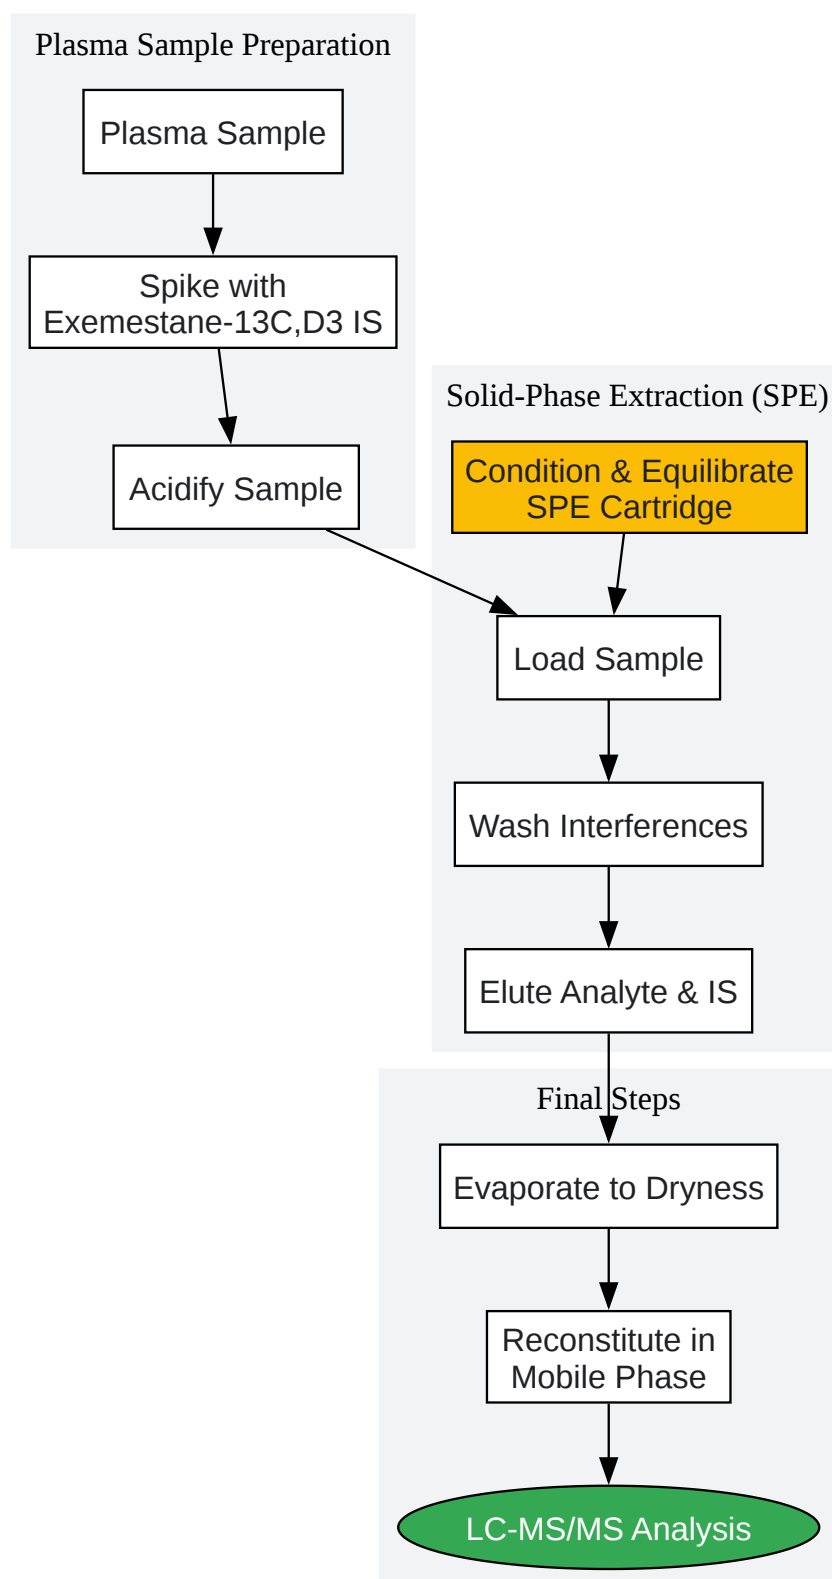 Plasma Sample Preparation
Plasma Sample
Spike with
Exemestane-13C,D3 IS
Acidify Sample
Solid-Phase Extraction (SPE)
Condition & Equilibrate
SPE Cartridge
Load Sample
Wash Interferences
Elute Analyte & IS
Final Steps
Evaporate to Dryness
Reconstitute in
Mobile Phase
LC-MS/MS Analysis